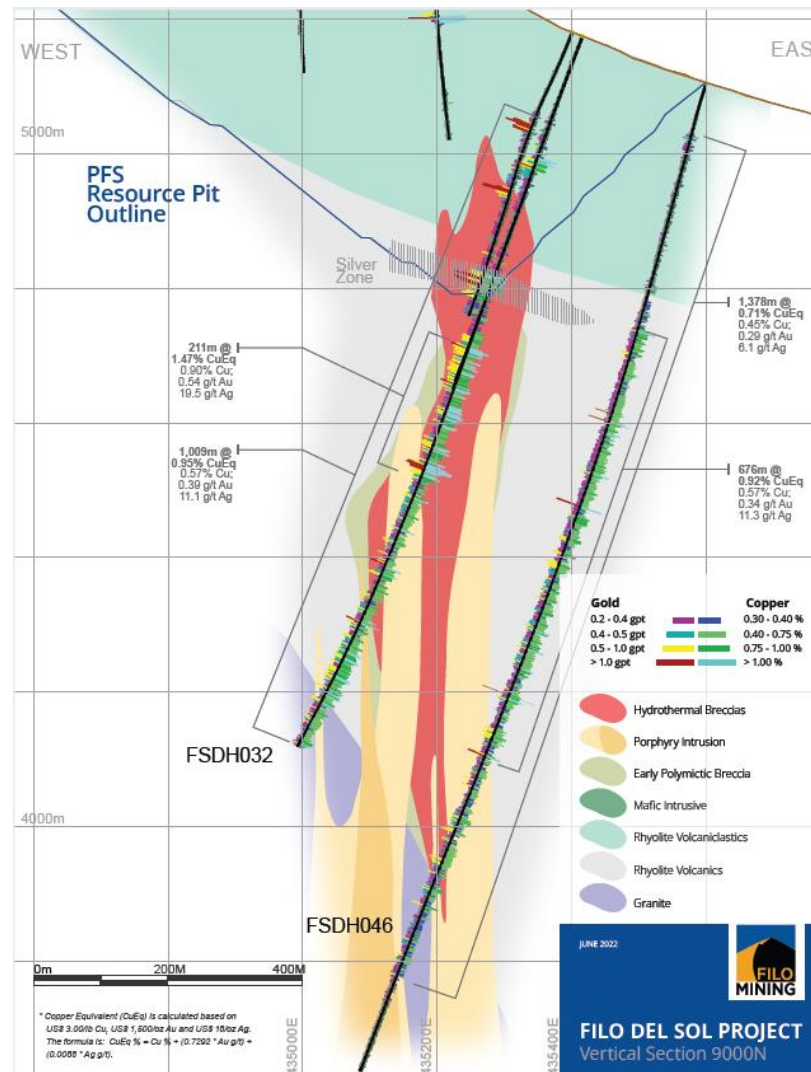 WEST
EAS
5000m
PFS
Resource Pit
Outline
Silver
Zone
211m @
1.47% CuEq
0.90% Cu;
0.54 g/t Au
19.5 g/t Ag
1,009m @
0.95% CuEq
0.57% Cu;
0.39 g/t Au
11.1 g/t Ag
1,378m @
0.71% CuEq
0.45% Cu;
0.29 g/t Au
6.1 g/t Ag
676m @
0.92% CuEq
0.57% Cu;
0.34 g/t Au
11.3 g/t Ag
Gold Copper
0.2 - 0.4 gpt 0.30 - 0.40 %
0.4 - 0.5 gpt 0.40 - 0.75 %
0.5 - 1.0 gpt 0.75 - 1.00 %
> 1.0 gpt > 1.00 %
Hydrothermal Breccias
Porphyry Intrusion
Early Polymictic Breccia
Mafic Intrusive
Rhyolite Volcaniclastics
Rhyolite Volcanics
Granite
FSDH032
4000m
FSDH046
0m 200M 400M
* Copper Equivalent (CuEq) is calculated based on
US$ 3.00/lb Cu, US$ 1,500/oz Au and US$ 18/oz Ag.
The formula is: CuEq % = Cu % + (0.7292 * Au g/t) +
(0.0088 * Ag g/t).
435000E
435200E
435400E
JUNE 2022
FILO
MINING
FILO DEL SOL PROJECT
Vertical Section 9000N